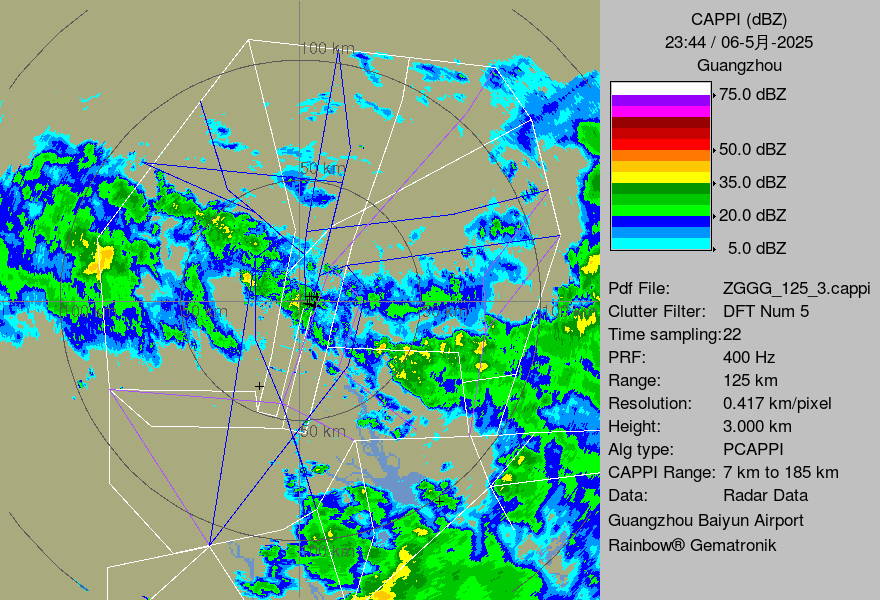 CAPPI (dBZ)
23:44 / 06-5月-2025
Guangzhou
75.0 dBZ
50.0 dBZ
35.0 dBZ
20.0 dBZ
5.0 dBZ
Pdf File: ZGGG_125_3.cappi
Clutter Filter: DFT Num 5
Time sampling:22
PRF: 400 Hz
Range: 125 km
Resolution: 0.417 km/pixel
Height: 3.000 km
Alg type: PCAPPI
CAPPI Range: 7 km to 185 km
Data: Radar Data
Guangzhou Baiyun Airport
Rainbow® Gematronik
100 km
50 km
50 km
100 km